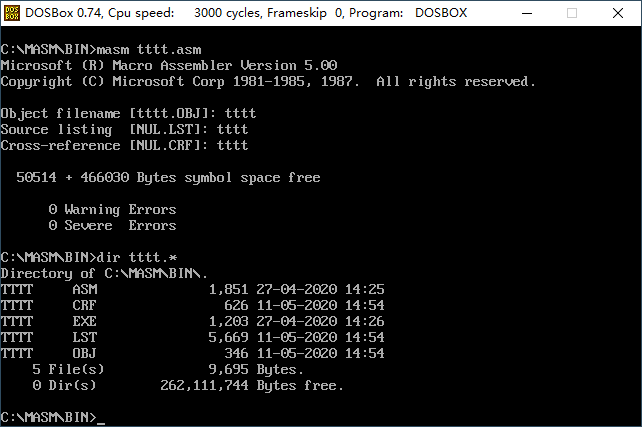 DOSBox 0.74, Cpu speed:    3000 cycles, Frameskip  0, Program:   DOSBOX
C:\MASM\BIN>masm tttt.asm
Microsoft (R) Macro Assembler Version 5.00
Copyright (C) Microsoft Corp 1981-1985, 1987.  All rights reserved.
Object filename [tttt.OBJ]: tttt
Source listing  [NUL.LST]: tttt
Cross-reference [NUL.CRF]: tttt
  50514 + 466030 Bytes symbol space free
      0 Warning Errors
      0 Severe  Errors
C:\MASM\BIN>dir tttt.*
Directory of C:\MASM\BIN\.
TTTT     ASM              1,851 27-04-2020 14:25
TTTT     CRF                626 11-05-2020 14:54
TTTT     EXE              1,203 27-04-2020 14:26
TTTT     LST              5,669 11-05-2020 14:54
TTTT     OBJ                346 11-05-2020 14:54
    5 File(s)             9,695 Bytes.
    0 Dir(s)        262,111,744 Bytes free.
C:\MASM\BIN>_